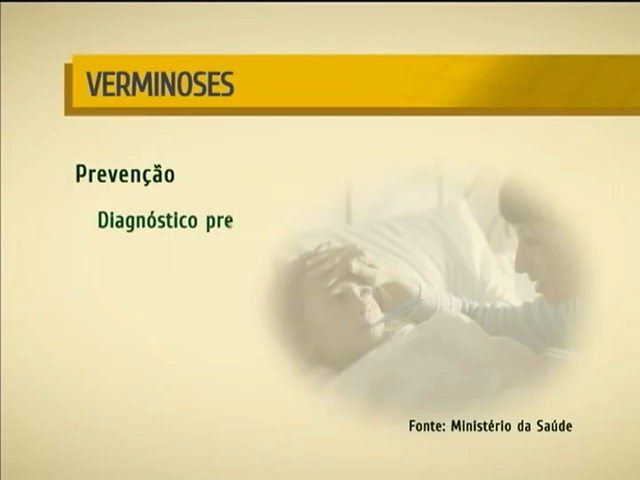 VERMINOSES
Prevenção
Diagnóstico pre
Fonte: Ministério da Saúde